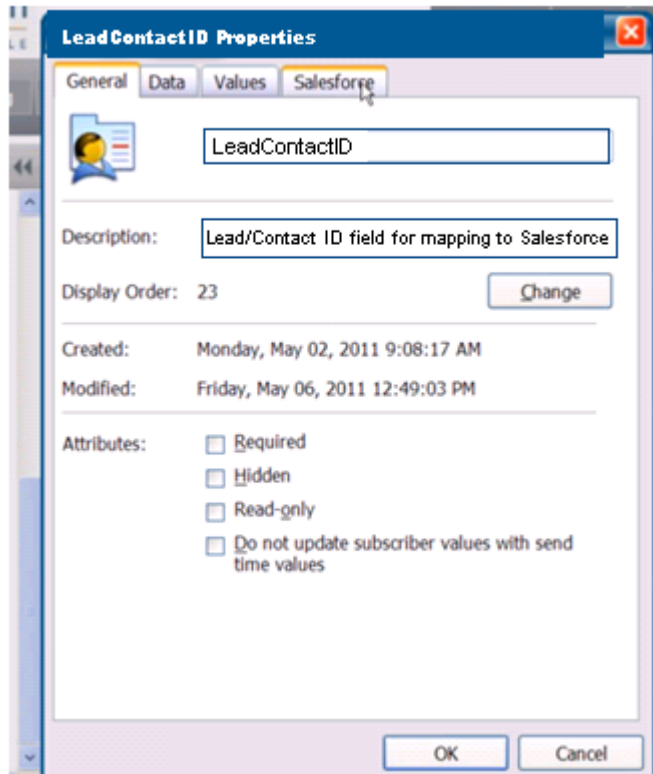 LeadContactID Properties
General Data Values Salesforce
LeadContactID
Description: Lead/Contact ID field for mapping to Salesforce
Display Order: 23 Change
Created: Monday, May 02, 2011 9:08:17 AM
Modified: Friday, May 06, 2011 12:49:03 PM
Attributes: Required
Hidden
Read-only
Do not update subscriber values with send
time values
OK Cancel